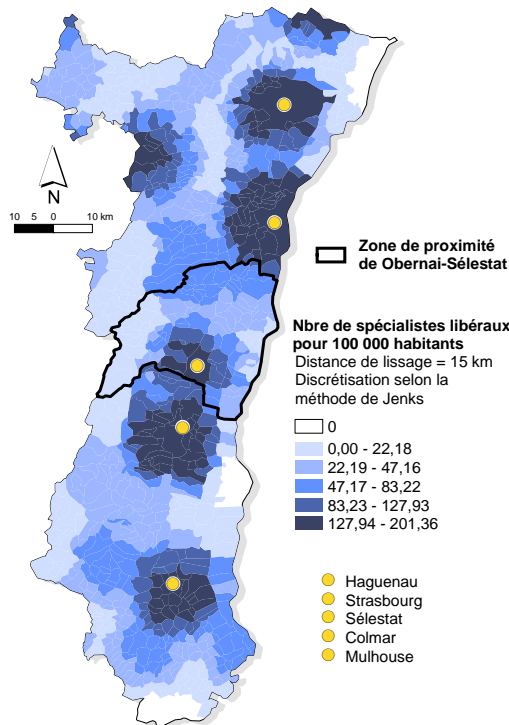 N
10 5 0 10 km
Zone de proximité
de Obernai-Sélestat
Nbre de spécialistes libéraux
pour 100 000 habitants
Distance de lissage = 15 km
Discrétisation selon la
méthode de Jenks
0
0,00 - 22,18
22,19 - 47,16
47,17 - 83,22
83,23 - 127,93
127,94 - 201,36
Haguenau
Strasbourg
Sélestat
Colmar
Mulhouse